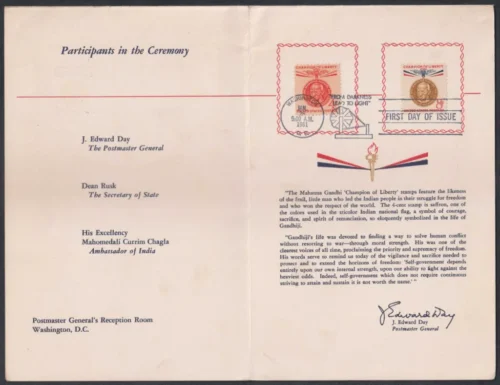 Participants in the Ceremony
J. Edward Day
The Postmaster General
Dean Rusk
The Secretary of State
His Excellency
Mahomedali Currim Chagla
Ambassador of India
Postmaster General's Reception Room
Washington, D.C.
WASHINGTON
1961
D. C.
"FROM DARKNESS
LEAD TO LIGHT"
FIRST DAY OF ISSUE
"The Mahatma Gandhi 'Champion of Liberty' stamps feature the likeness
of the frail, little man who led the Indian people in their struggle for freedom
and who won the respect of the world. The 4-cent stamp is saffron, one of
the colors used in the tricolor Indian national flag, a symbol of courage,
sacrifice, and spirit of renunciation, so eloquently symbolized in the life of
Gandhiji.
"Gandhiji's life was devoted to finding a way to solve human conflict
without resorting to war—through moral strength. His was one of the
clearest voices of all time, proclaiming the priority and supremacy of freedom.
His words serve to remind us today of the vigilance and sacrifice needed to
protect and to extend the horizons of freedom: 'Self-government depends
entirely upon our own internal strength, upon our ability to fight against the
heaviest odds. Indeed, self-government which does not require continuous
striving to attain and sustain it is not worth the name.'"
J Edward Day
J. Edward Day
Postmaster General